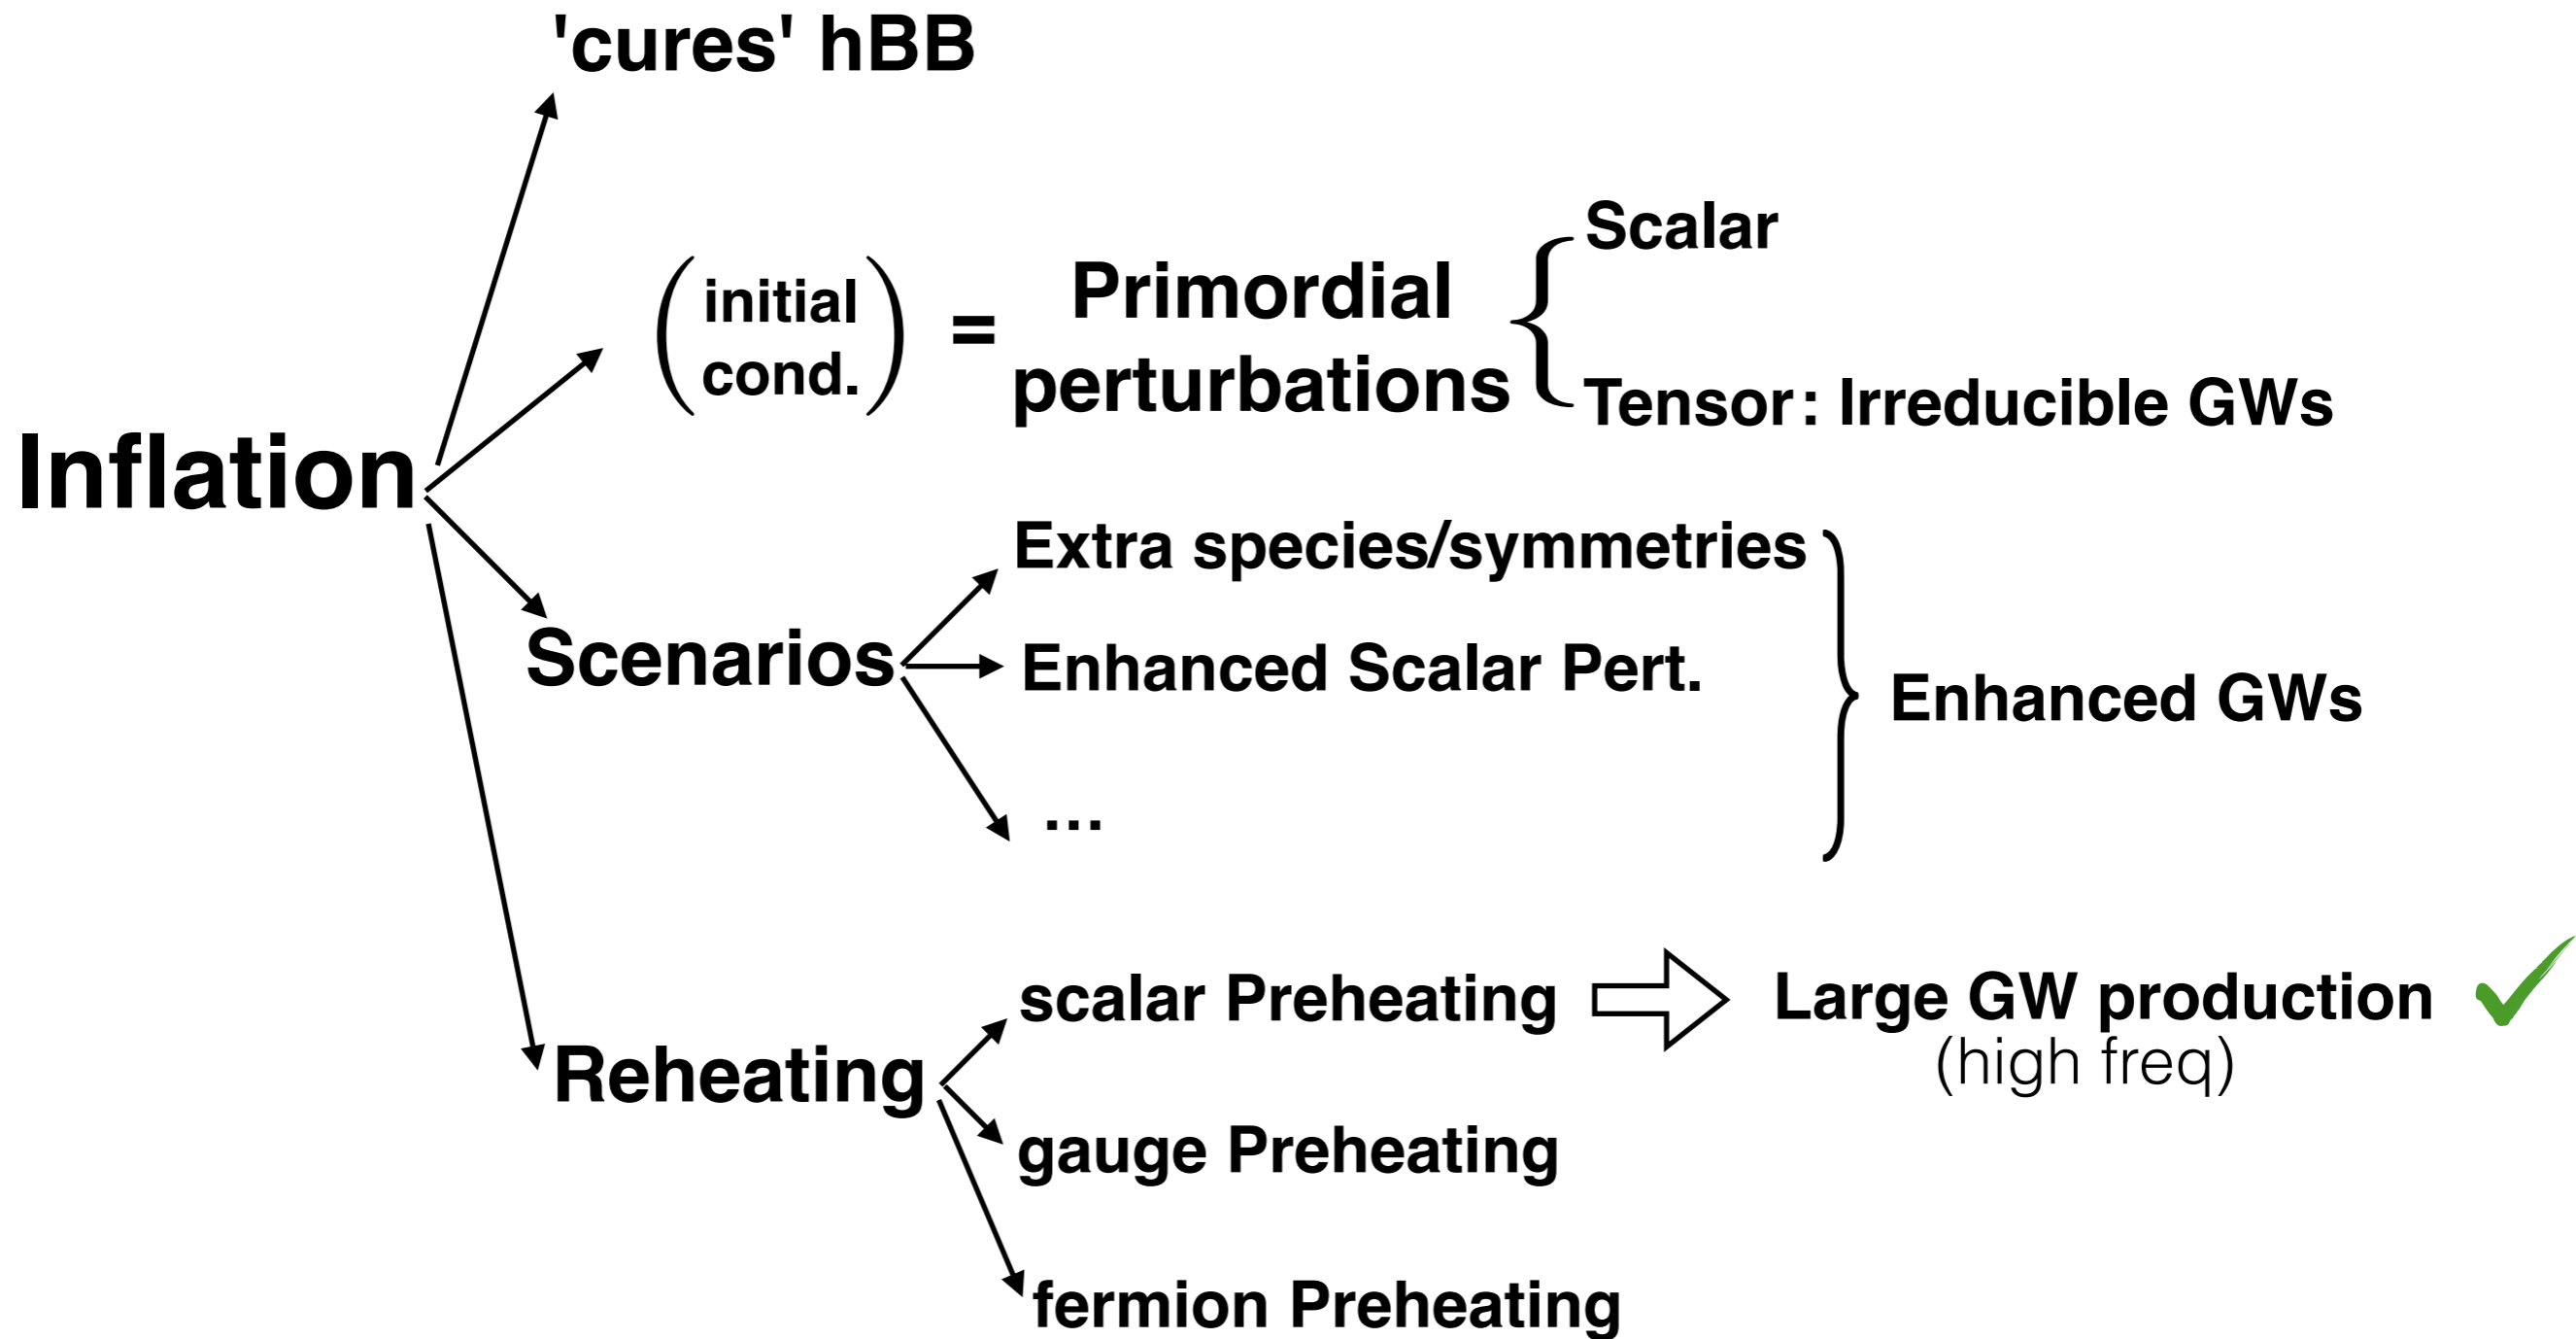 'cures' hBB
Inflation
initial
cond.
=
Primordial
perturbations
Scalar
Tensor: Irreducible GWs
Scenarios
Extra species/symmetries
Enhanced Scalar Pert.
...
Enhanced GWs
Reheating
scalar Preheating
Large GW production
(high freq)
gauge Preheating
fermion Preheating